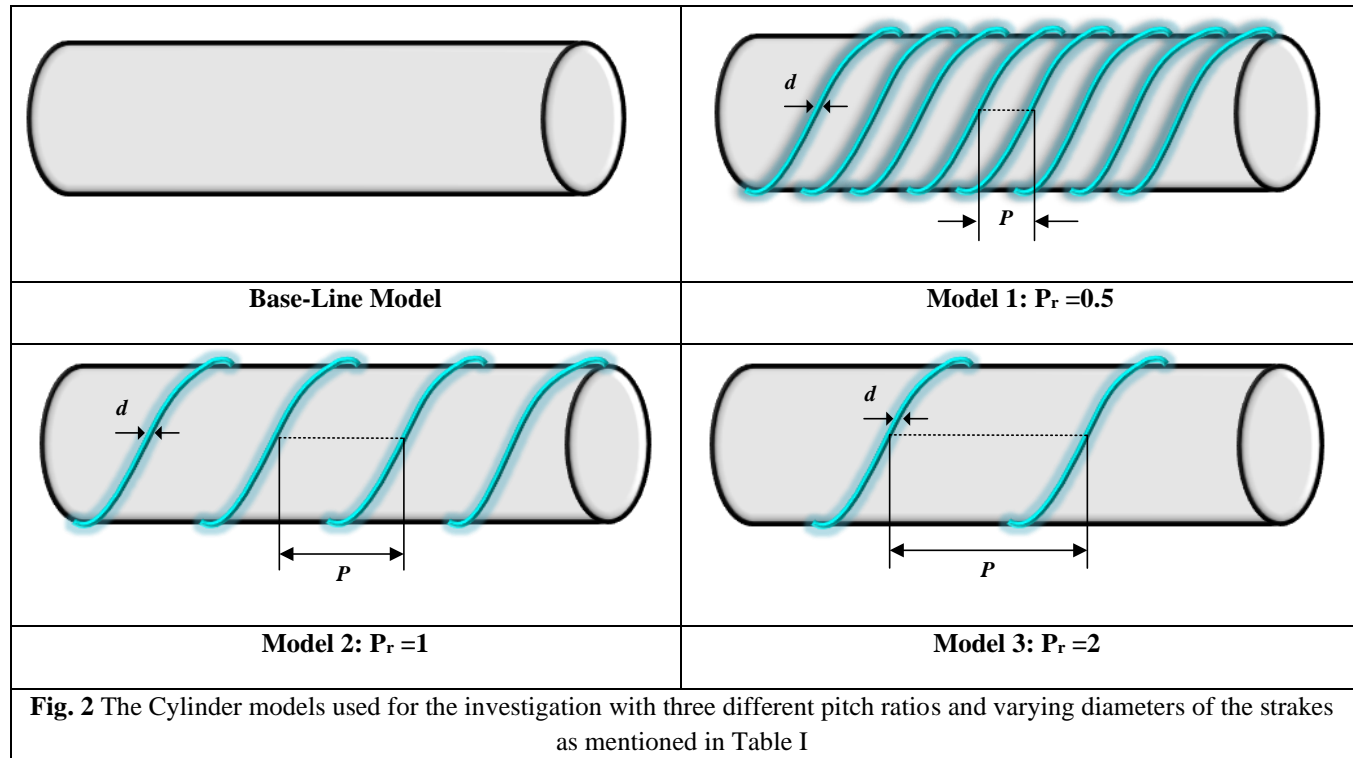 d
P
Base-Line Model
Model 1: Pr =0.5
d
P
d
P
Model 2: Pr =1
Model 3: Pr =2
Fig. 2 The Cylinder models used for the investigation with three different pitch ratios and varying diameters of the strakes
as mentioned in Table I